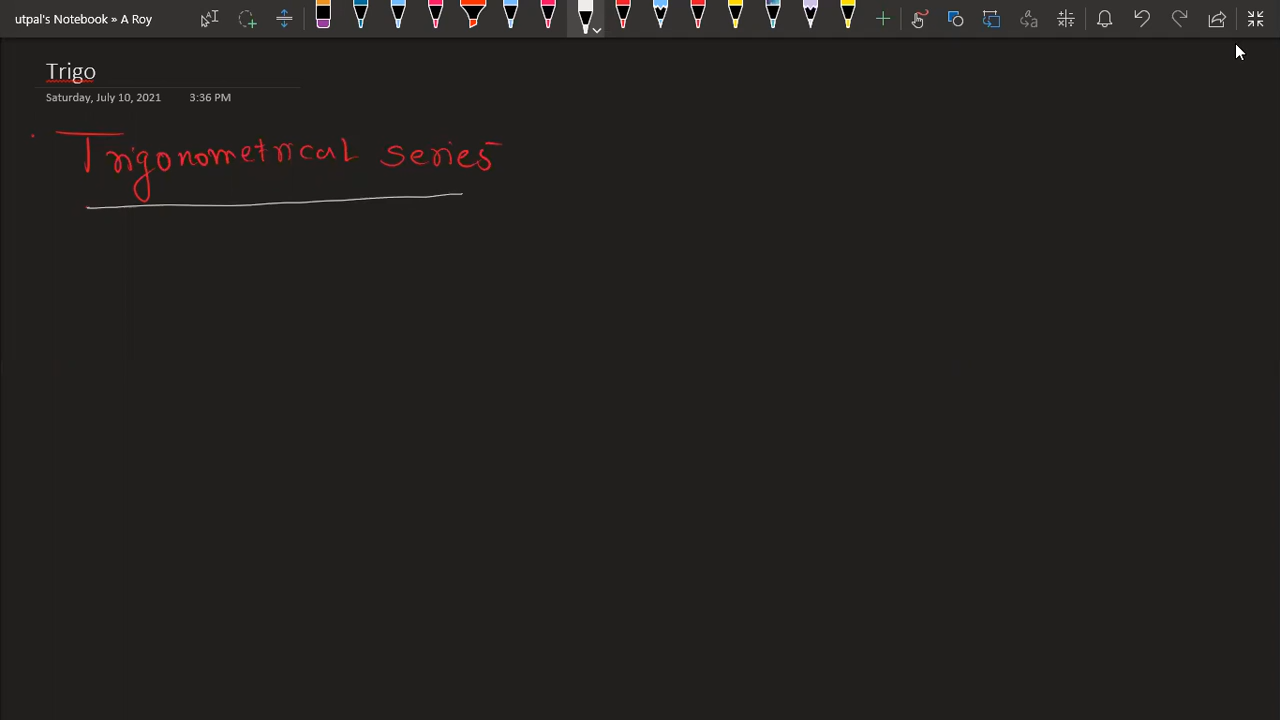 utpal's Notebook » A Roy
Trigo
Saturday, July 10, 2021 3:36 PM
Trigonometrical series